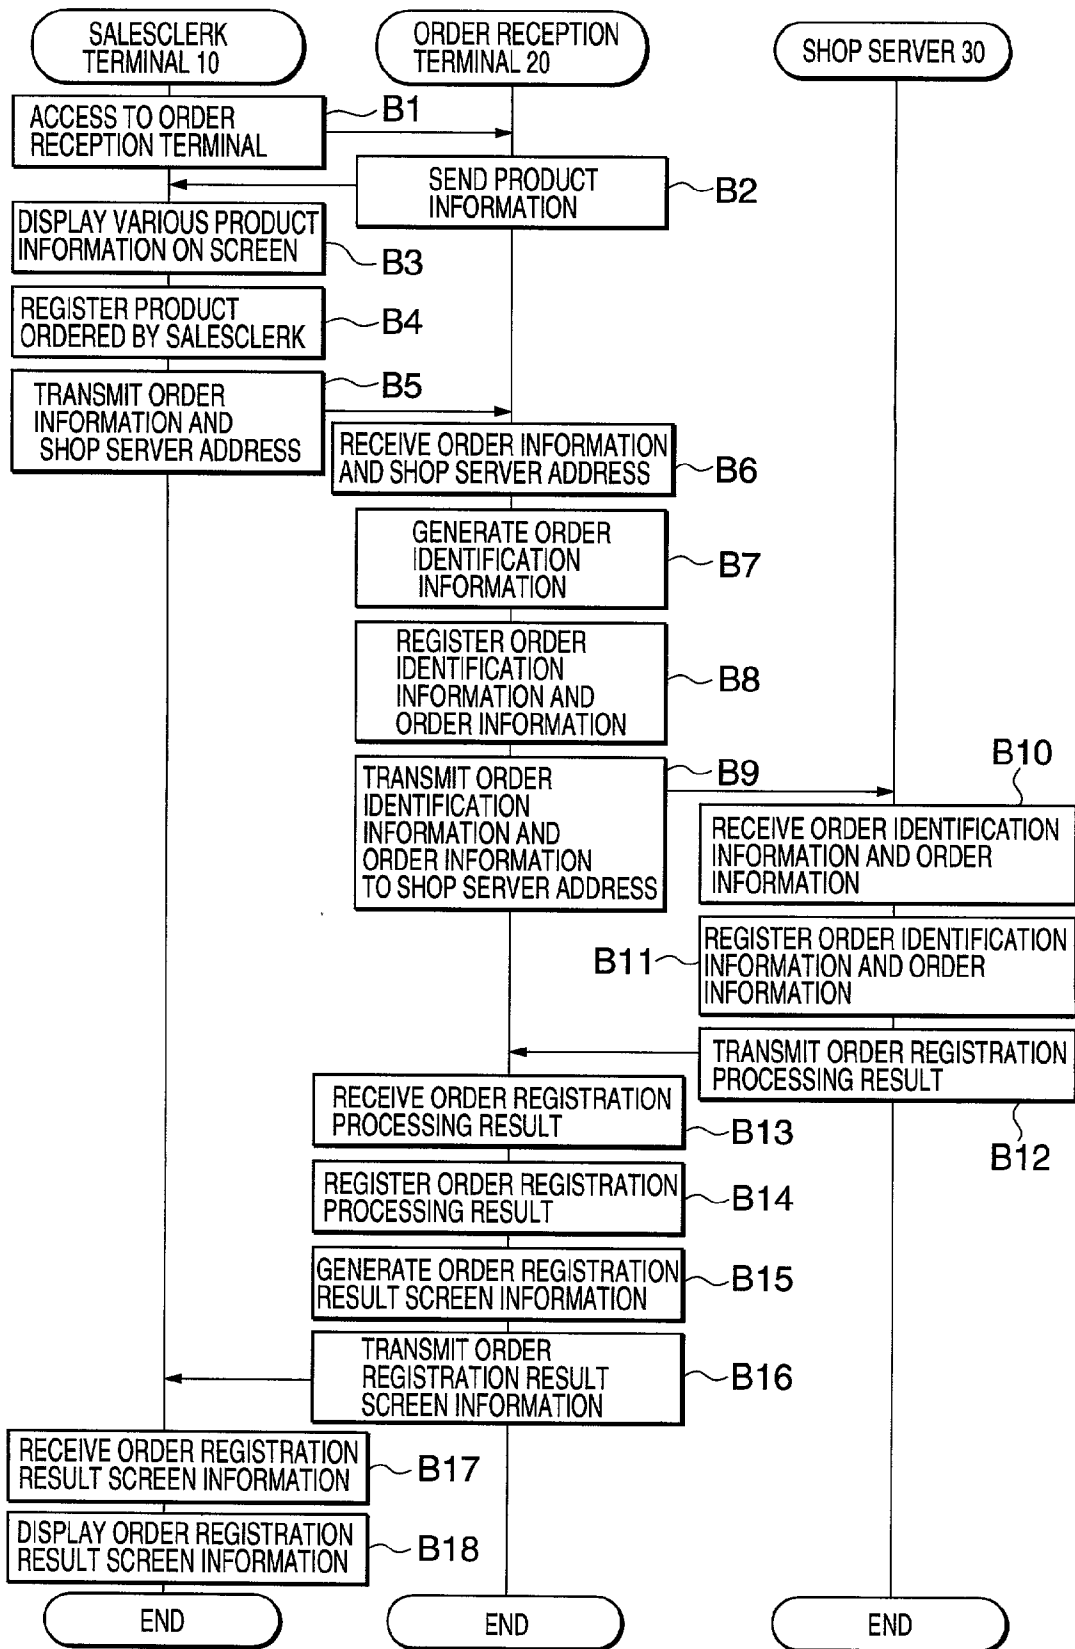 SALESCLERK
TERMINAL 10
ORDER RECEPTION
TERMINAL 20
SHOP SERVER 30
ACCESS TO ORDER
RECEPTION TERMINAL
B1
SEND PRODUCT
INFORMATION
B2
DISPLAY VARIOUS PRODUCT
INFORMATION ON SCREEN
B3
REGISTER PRODUCT
ORDERED BY SALESCLERK
B4
TRANSMIT ORDER
INFORMATION AND
SHOP SERVER ADDRESS
B5
RECEIVE ORDER INFORMATION
AND SHOP SERVER ADDRESS
B6
GENERATE ORDER
IDENTIFICATION
INFORMATION
B7
REGISTER ORDER
IDENTIFICATION
INFORMATION AND
ORDER INFORMATION
B8
TRANSMIT ORDER
IDENTIFICATION
INFORMATION AND
ORDER INFORMATION
TO SHOP SERVER ADDRESS
B9
B10
RECEIVE ORDER IDENTIFICATION
INFORMATION AND ORDER
INFORMATION
B11
REGISTER ORDER IDENTIFICATION
INFORMATION AND ORDER
INFORMATION
TRANSMIT ORDER REGISTRATION
PROCESSING RESULT
B12
RECEIVE ORDER REGISTRATION
PROCESSING RESULT
B13
REGISTER ORDER REGISTRATION
PROCESSING RESULT
B14
GENERATE ORDER REGISTRATION
RESULT SCREEN INFORMATION
B15
TRANSMIT ORDER
REGISTRATION RESULT
SCREEN INFORMATION
B16
RECEIVE ORDER REGISTRATION
RESULT SCREEN INFORMATION
B17
DISPLAY ORDER REGISTRATION
RESULT SCREEN INFORMATION
B18
END
END
END